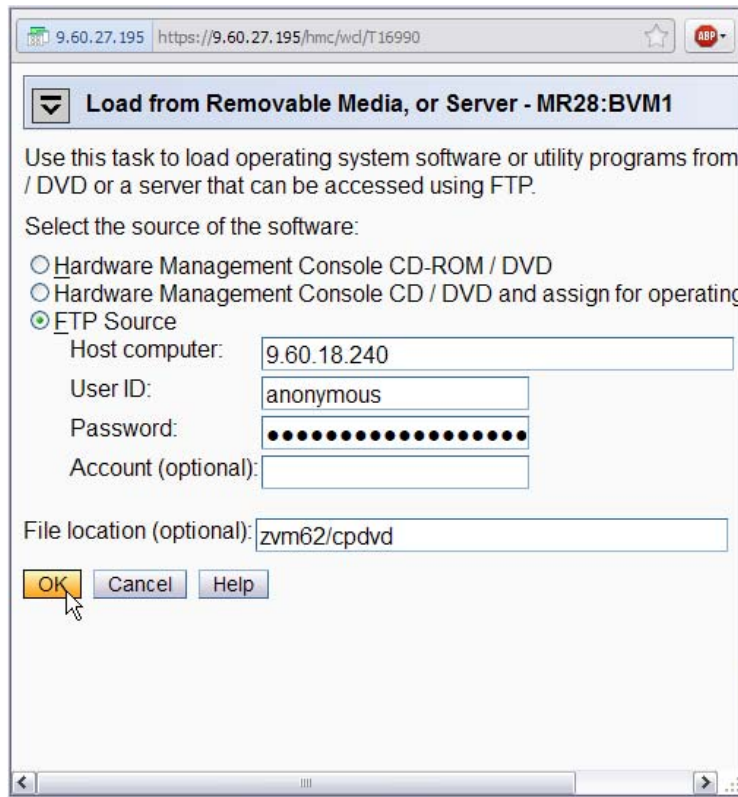 9.60.27.195 https://9.60.27.195/hmc/wcl/T16990 ABP
Load from Removable Media, or Server - MR28:BVM1
Use this task to load operating system software or utility programs from
/ DVD or a server that can be accessed using FTP.
Select the source of the software:
Hardware Management Console CD-ROM / DVD
Hardware Management Console CD / DVD and assign for operating
FTP Source
Host computer: 9.60.18.240
User ID: anonymous
Password: ●●●●●●●●●●●●●●●●●●
Account (optional):
File location (optional): zvm62/cpdvd
OK Cancel Help